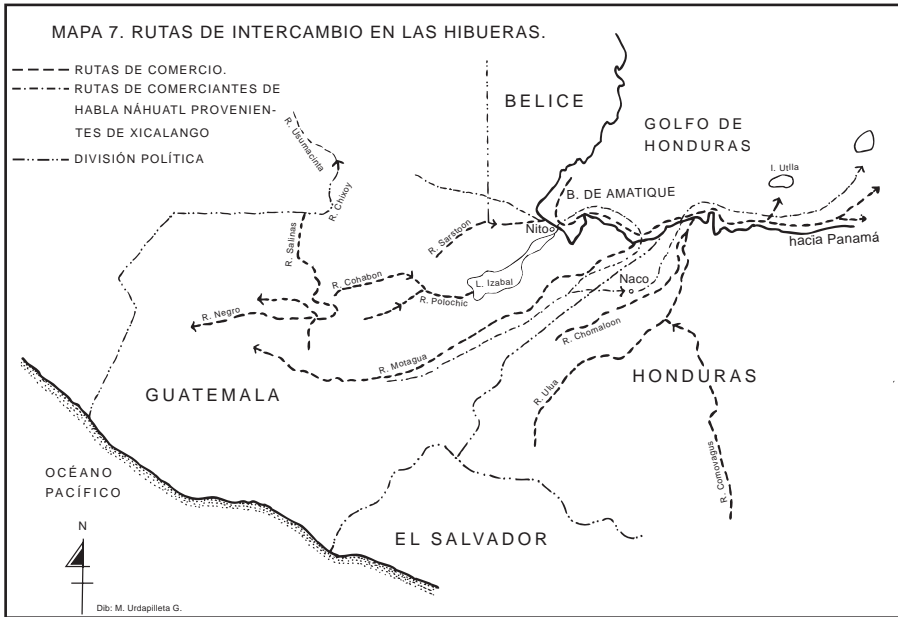 MAPA 7. RUTAS DE INTERCAMBIO EN LAS HIBUERAS.
RUTAS DE COMERCIO.
RUTAS DE COMERCIANTES DE
HABLA NÁHUATL PROVENIEN-
TES DE XICALANGO
DIVISIÓN POLÍTICA
BELICE
GOLFO DE
HONDURAS
I. Utlla
B. DE AMATIQUE
hacia Panamá
R. Usumacinta
R. Chixoy
R. Salinas
R. Sarstoon
Nito
R. Cohabon
L. Izabal
R. Polochic
Naco
R. Negro
R. Chomaloon
R. Motagua
GUATEMALA
HONDURAS
R. Ulua
R. Comovagus
OCÉANO
PACÍFICO
EL SALVADOR
N
Dib: M. Urdapilleta G.